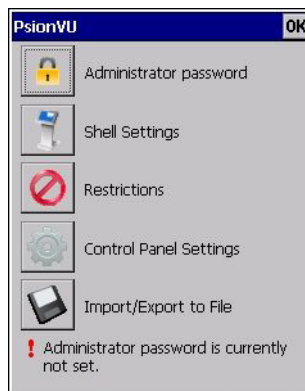 PsionVU OK
Administrator password
Shell Settings
Restrictions
Control Panel Settings
Import/Export to File
! Administrator password is currently
not set.